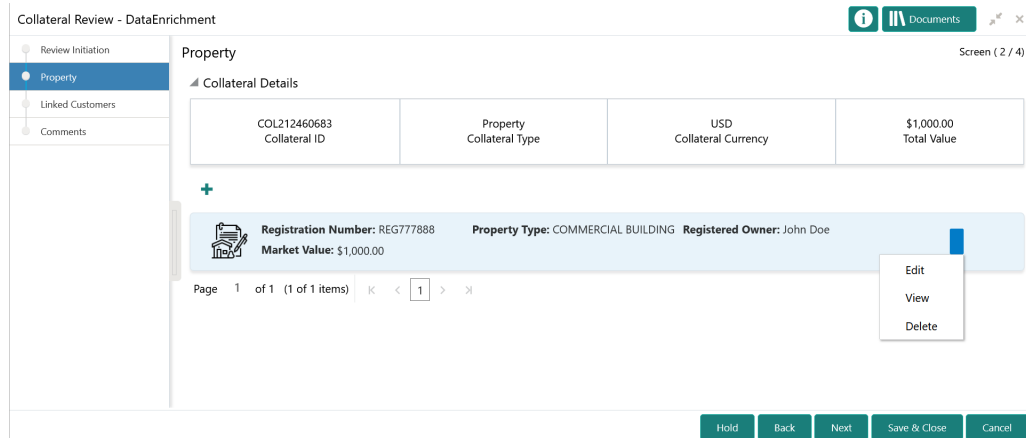 Collateral Review - DataEnrichment
Documents
Review Initiation
Property
Linked Customers
Comments
Property
Screen ( 2 / 4)
Collateral Details
COL212460683
Collateral ID
Property
Collateral Type
USD
Collateral Currency
$1,000.00
Total Value
Registration Number: REG777888 Property Type: COMMERCIAL BUILDING Registered Owner: John Doe
Market Value: $1,000.00
Edit
View
Delete
Page 1 of 1 (1 of 1 items) 1
Hold Back Next Save & Close Cancel